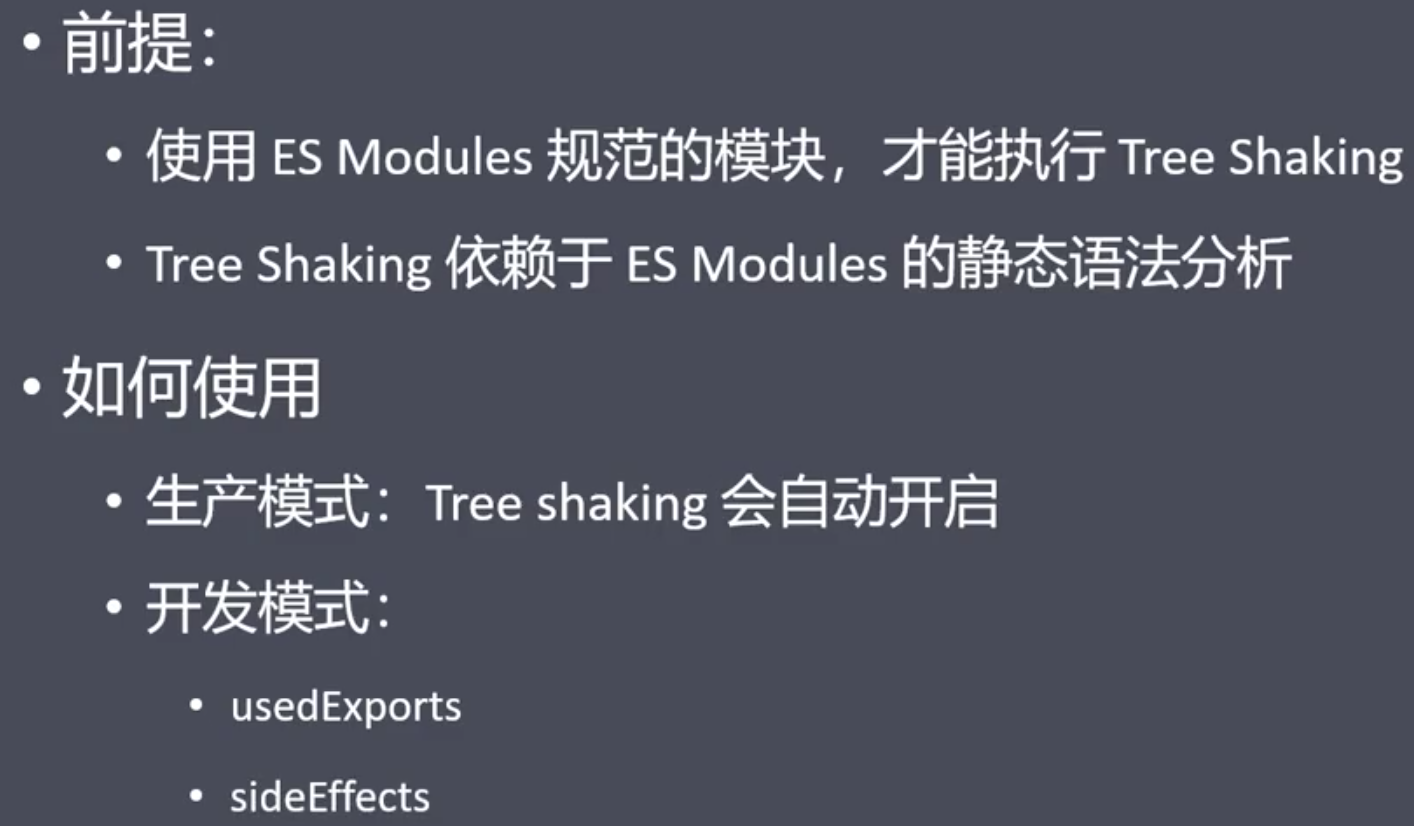 • 前提：
• 使用 ES Modules 规范的模块，才能执行 Tree Shaking
• Tree Shaking 依赖于 ES Modules 的静态语法分析
• 如何使用
• 生产模式：Tree shaking 会自动开启
• 开发模式：
• usedExports
• sideEffects